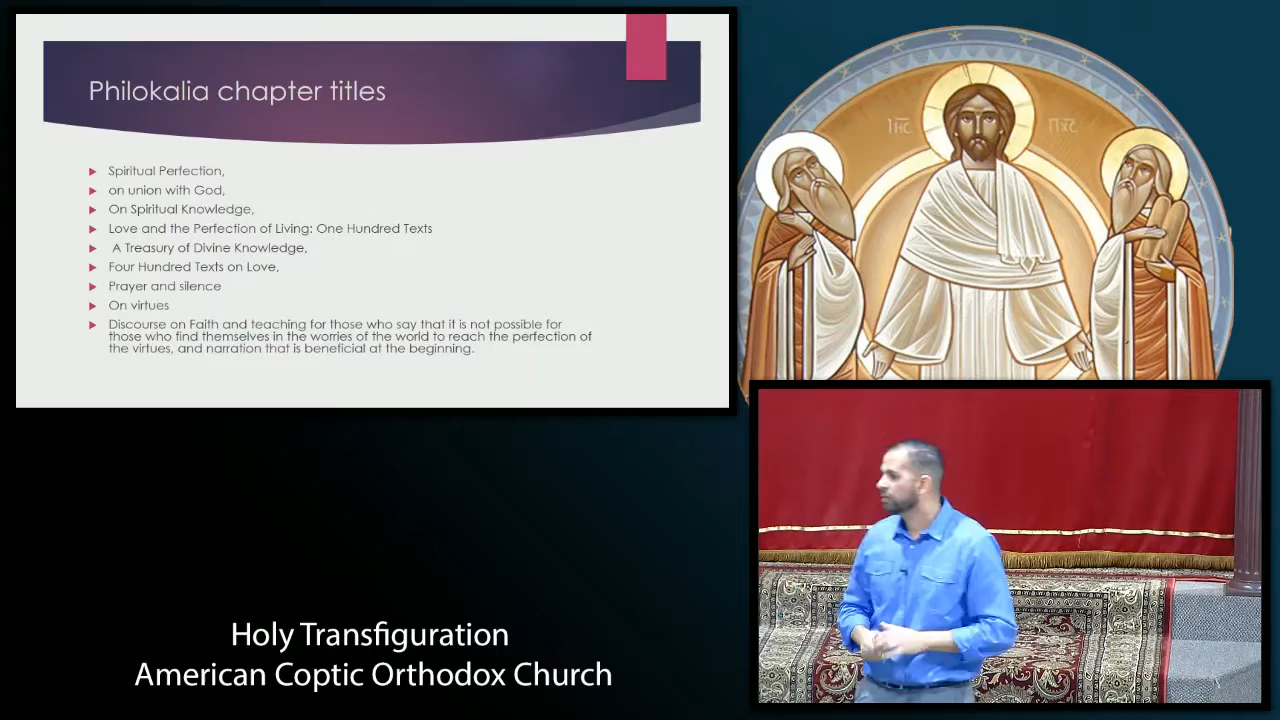 Philokalia chapter titles
Spiritual Perfection,
on union with God,
On Spiritual Knowledge,
Love and the Perfection of Living: One Hundred Texts
A Treasury of Divine Knowledge,
Four Hundred Texts on Love,
Prayer and silence
On virtues
Discourse on Faith and teaching for those who say that it is not possible for
those who find themselves in the worries of the world to reach the perfection of
the virtues, and narration that is beneficial at the beginning.
Holy Transfiguration
American Coptic Orthodox Church